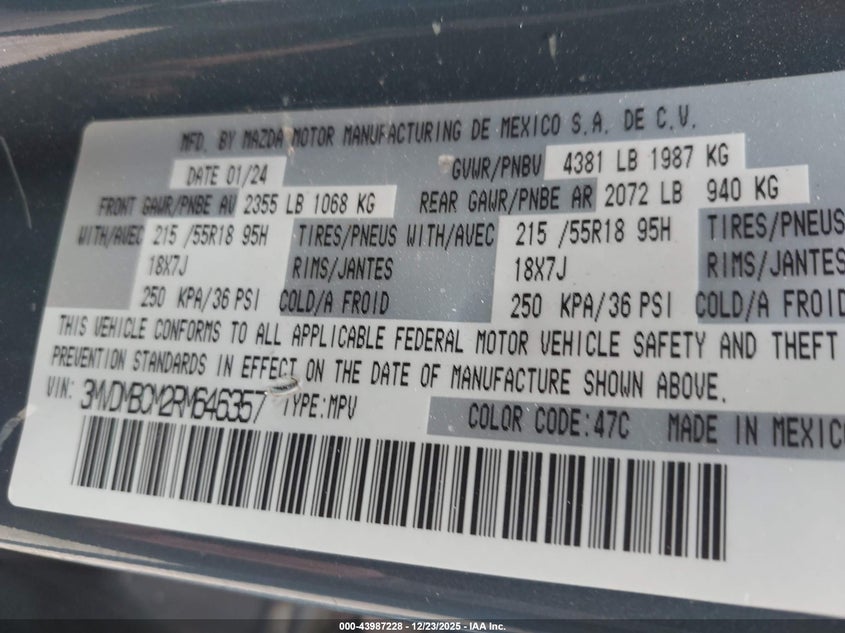 MFD. BY MAZDA MOTOR MANUFACTURING DE MEXICO S.A. DE C.V.
DATE 01/24 GVWR/PNBV 4381 LB 1987 KG
FRONT GAWR/PNBE AV 2355 LB 1068 KG REAR GAWR/PNBE AR 2072 LB 940 KG
WITH/AVEC 215 /55R18 95H TIRES/PNEUS WITH/AVEC 215 /55R18 95H TIRES/PNEUS
18X7J RIMS/JANTES 18X7J RIMS/JANTES
250 KPA/36 PSI COLD/A FROID 250 KPA/36 PSI COLD/A FROID
THIS VEHICLE CONFORMS TO ALL APPLICABLE FEDERAL MOTOR VEHICLE SAFETY AND THEFT
PREVENTION STANDARDS IN EFFECT ON THE DATE OF MANUFACTURE SHOWN ABOVE.
VIN: 3MVDMBCM2RM646357 TYPE:MPV
COLOR CODE:47C MADE IN MEXICO
000-43987228 - 12/23/2025 - IAA Inc.